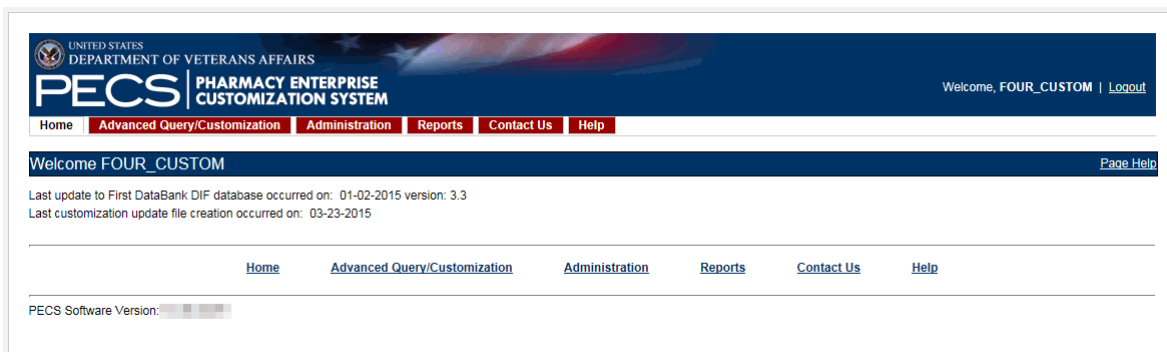 UNITED STATES
DEPARTMENT OF VETERANS AFFAIRS
PECS PHARMACY ENTERPRISE
CUSTOMIZATION SYSTEM
Welcome, FOUR_CUSTOM | Logout
Home Advanced Query/Customization Administration Reports Contact Us Help
Welcome FOUR_CUSTOM Page Help
Last update to First DataBank DIF database occurred on: 01-02-2015 version: 3.3
Last customization update file creation occurred on: 03-23-2015
Home Advanced Query/Customization Administration Reports Contact Us Help
PECS Software Version: